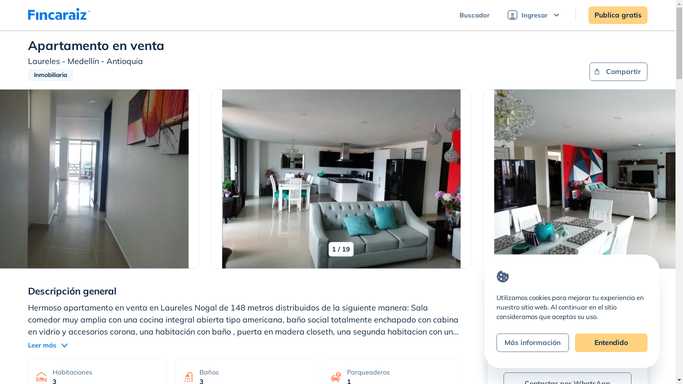 Fincaraiz
Buscador
Ingresar
Publica gratis
Apartamento en venta
Laureles - Medellín - Antioquia
Inmobiliaria
Compartir
1 / 19
Descripción general
Hermoso apartamento en venta en Laureles Nogal de 148 metros distribuidos de la siguiente manera: Sala
comedor muy amplia con una cocina integral abierta tipo americana, baño social totalmente enchapado con cabina
en vidrio y accesorios corona, una habitación con baño , puerta en madera closeth, una segunda habitacion con un...
Leer más
Habitaciones
3
Baños
3
Parqueaderos
1
Utilizamos cookies para mejorar tu experiencia en
nuestro sitio web. Al continuar en el sitio
consideramos que aceptas su uso.
Más información
Entendido
Contactar por WhatsApp